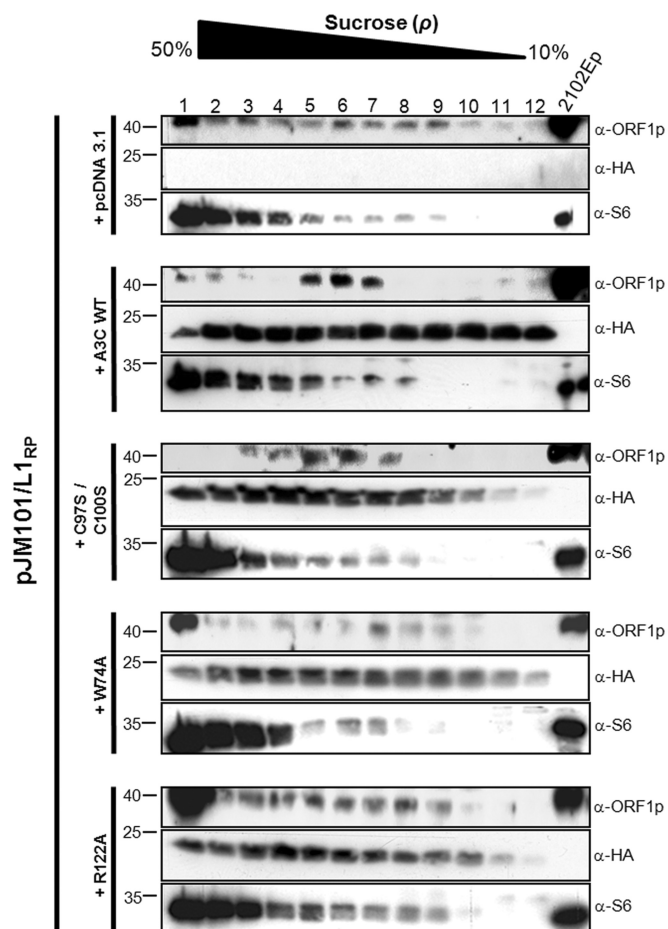 Sucrose (ρ)
50% 10%
1 2 3 4 5 6 7 8 9 10 11 12 2102Ep
pJM101/L1RP
+ pcDNA 3.1
40 α-ORF1p
25 α-HA
35 α-S6
+ A3C WT
40 α-ORF1p
25 α-HA
35 α-S6
+ C97S /
C100S
40 α-ORF1p
25 α-HA
35 α-S6
+ W74A
40 α-ORF1p
25 α-HA
35 α-S6
+ R122A
40 α-ORF1p
25 α-HA
35 α-S6